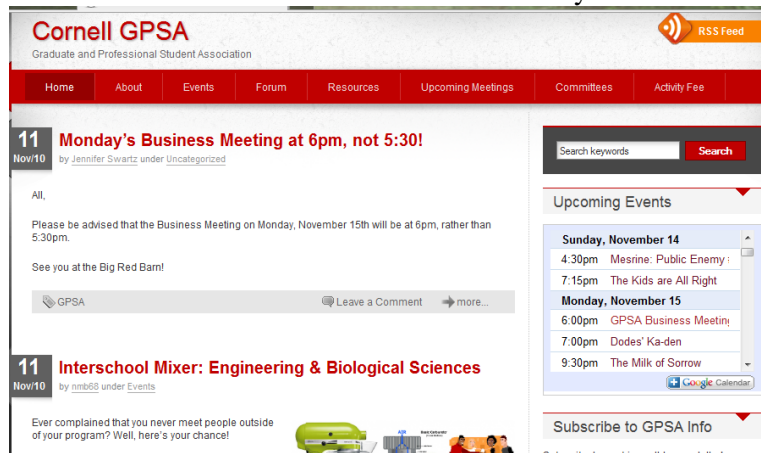 Cornell GPSA
Graduate and Professional Student Association
RSS Feed
Home About Events Forum Resources Upcoming Meetings Committees Activity Fee
11
Nov/10
Monday's Business Meeting at 6pm, not 5:30!
by Jennifer Swartz under Uncategorized
All,
Please be advised that the Business Meeting on Monday, November 15th will be at 6pm, rather than
5:30pm.
See you at the Big Red Barn!
GPSA Leave a Comment more...
11
Nov/10
Interschool Mixer: Engineering & Biological Sciences
by nmb68 under Events
Ever complained that you never meet people outside
of your program? Well, here's your chance!
Search keywords Search
Upcoming Events
Sunday, November 14
4:30pm Mesrine: Public Enemy
7:15pm The Kids are All Right
Monday, November 15
6:00pm GPSA Business Meeting
7:00pm Dodes' Ka-den
9:30pm The Milk of Sorrow
Google Calendar
Subscribe to GPSA Info